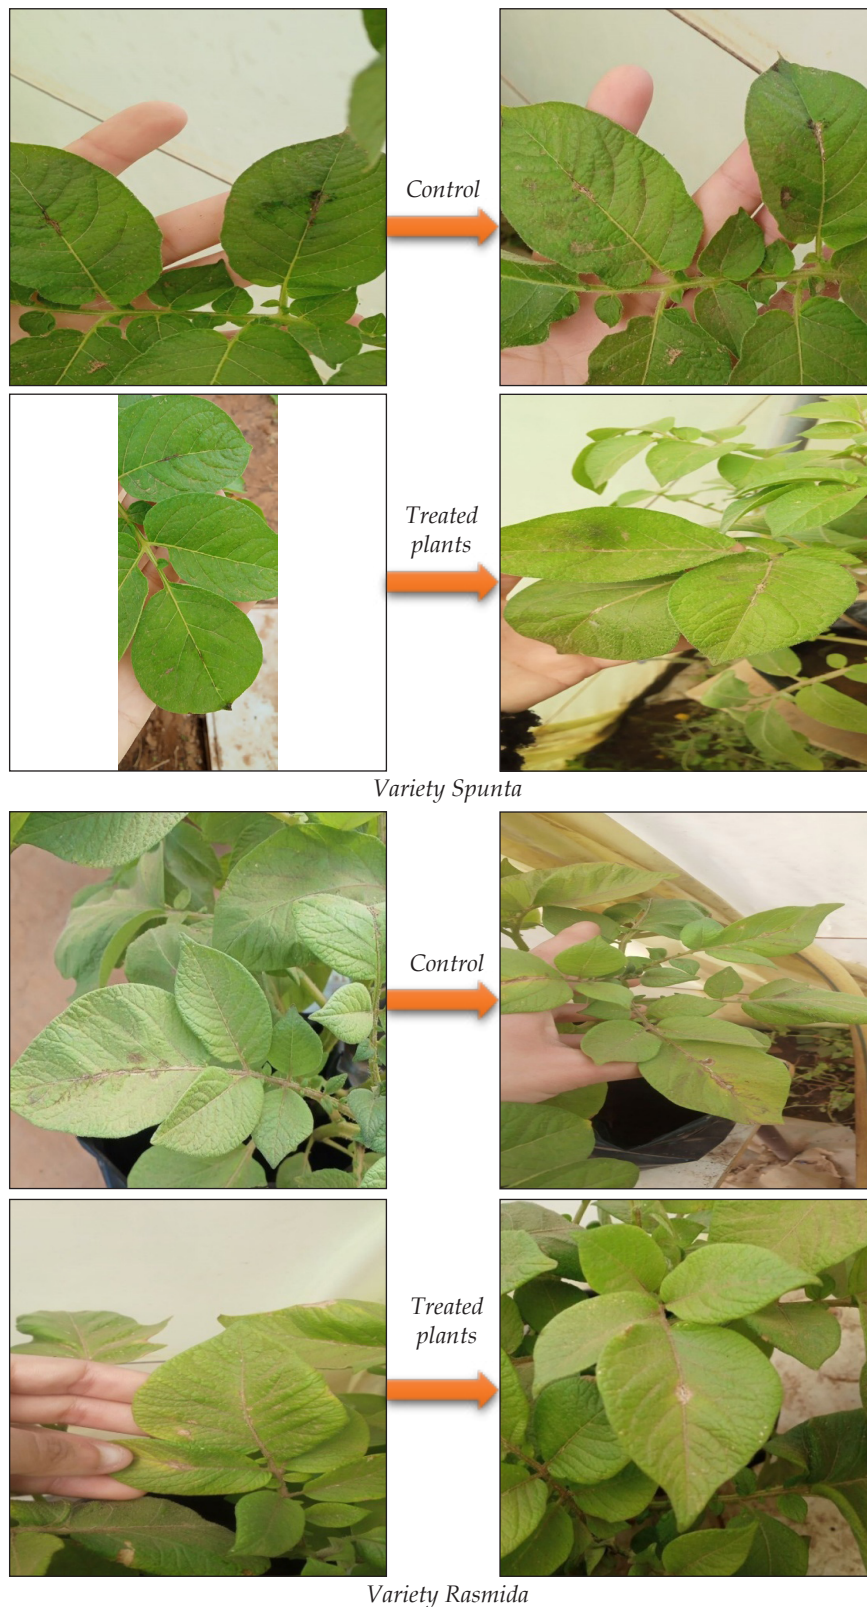 Control
Treated
plants
Variety Spunta
Control
Treated
plants
Variety Rasmida